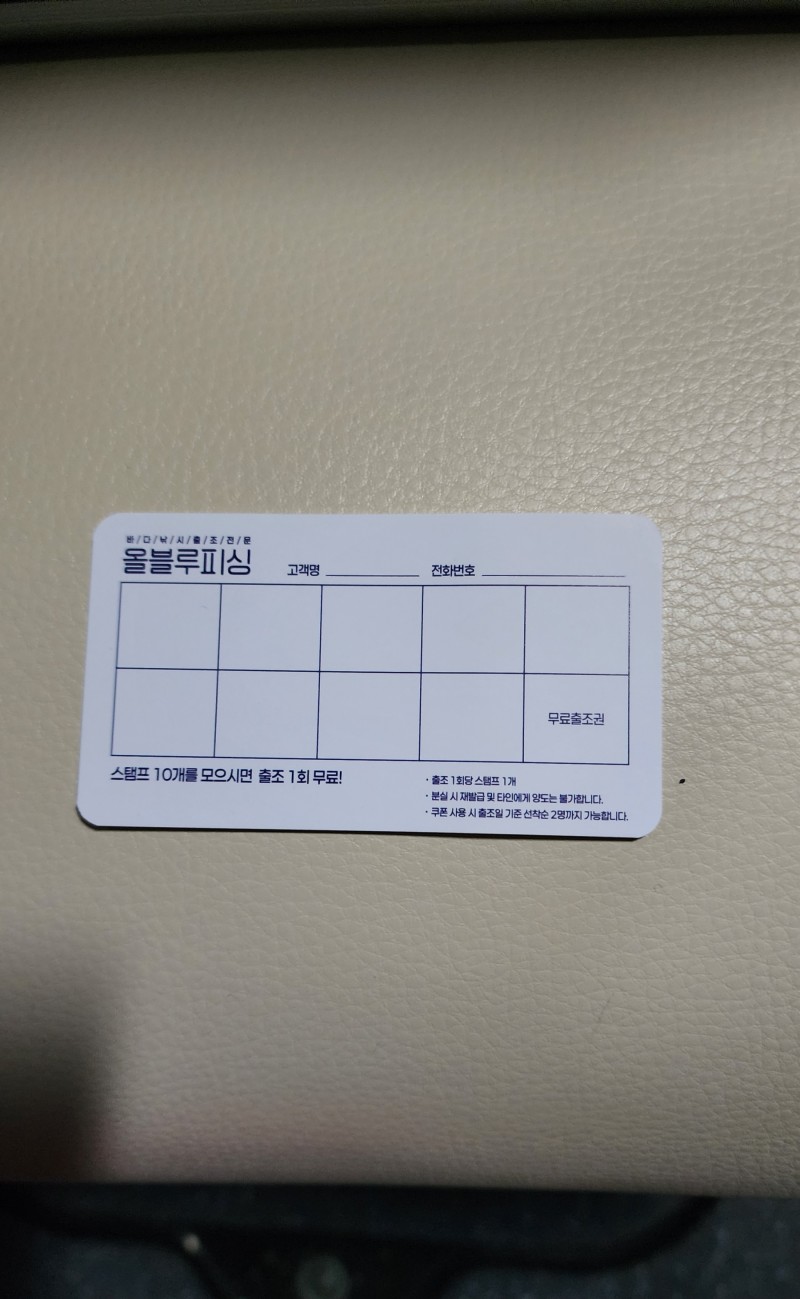 바/다/낚/시/출/조/전/문
올블루피싱
고객명 전화번호
무료출조권
스탬프 10개를 모으시면 출조 1회 무료!
· 출조 1회당 스탬프 1개
· 분실 시 재발급 및 타인에게 양도는 불가합니다.
· 쿠폰 사용 시 출조일 기준 선착순 2명까지 가능합니다.